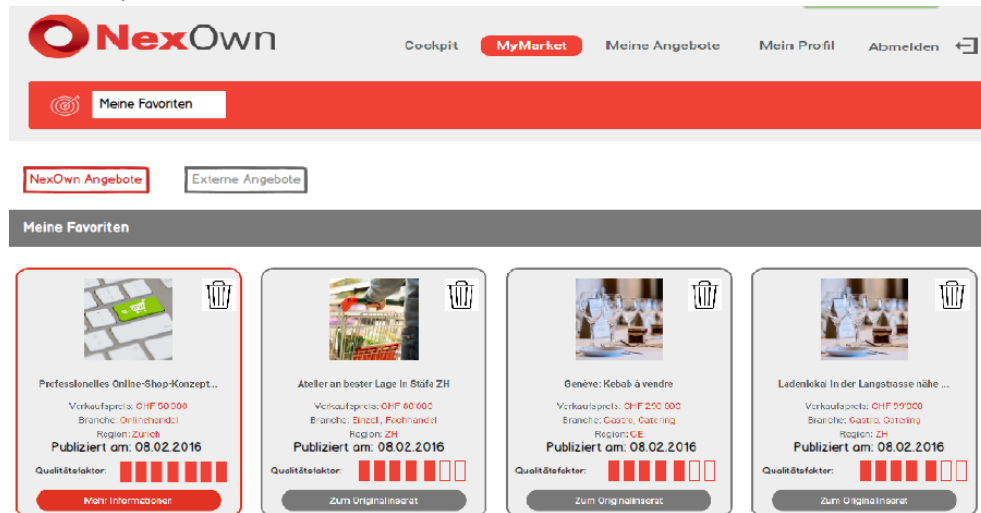 NexOwn
Cockpit MyMarket Meine Angebote Mein Profil Abmelden
Meine Favoriten
NexOwn Angebote Externe Angebote
Meine Favoriten
Professionelles Online-Shop-Konzept...
Verkaufspreis: CHF 50'000
Branche: Onlinehandel
Region: Zürich
Publiziert am: 08.02.2016
Qualitätsfaktor:
Mehr Informationen
Atelier an bester Lage in Stäfa ZH
Verkaufspreis: CHF 60'000
Branche: Einzel-, Fachhandel
Region: ZH
Publiziert am: 08.02.2016
Qualitätsfaktor:
Zum Originalinserat
Genève: Kebab à vendre
Verkaufspreis: CHF 290'000
Branche: Gastro, Catering
Region: GE
Publiziert am: 08.02.2016
Qualitätsfaktor:
Zum Originalinserat
Ladenlokal in der Langstrasse nähe ...
Verkaufspreis: CHF 99'000
Branche: Gastro, Catering
Region: ZH
Publiziert am: 08.02.2016
Qualitätsfaktor:
Zum Originalinserat